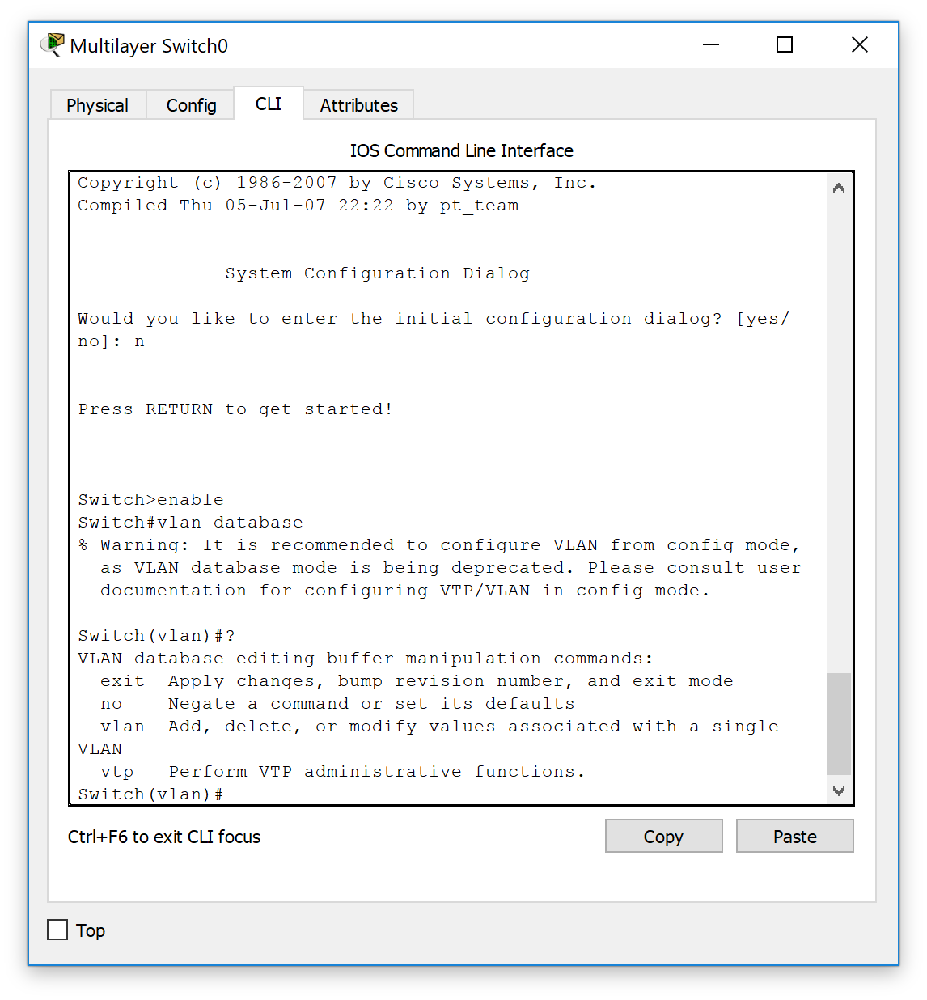 Multilayer Switch0
Physical Config CLI Attributes
IOS Command Line Interface
Copyright (c) 1986-2007 by Cisco Systems, Inc.
Compiled Thu 05-Jul-07 22:22 by pt_team
--- System Configuration Dialog ---
Would you like to enter the initial configuration dialog? [yes/
no]: n
Press RETURN to get started!
Switch>enable
Switch#vlan database
% Warning: It is recommended to configure VLAN from config mode,
as VLAN database mode is being deprecated. Please consult user
documentation for configuring VTP/VLAN in config mode.
Switch(vlan)#?
VLAN database editing buffer manipulation commands:
exit  Apply changes, bump revision number, and exit mode
no    Negate a command or set its defaults
vlan  Add, delete, or modify values associated with a single
VLAN
vtp   Perform VTP administrative functions.
Switch(vlan)#
Ctrl+F6 to exit CLI focus Copy Paste
Top